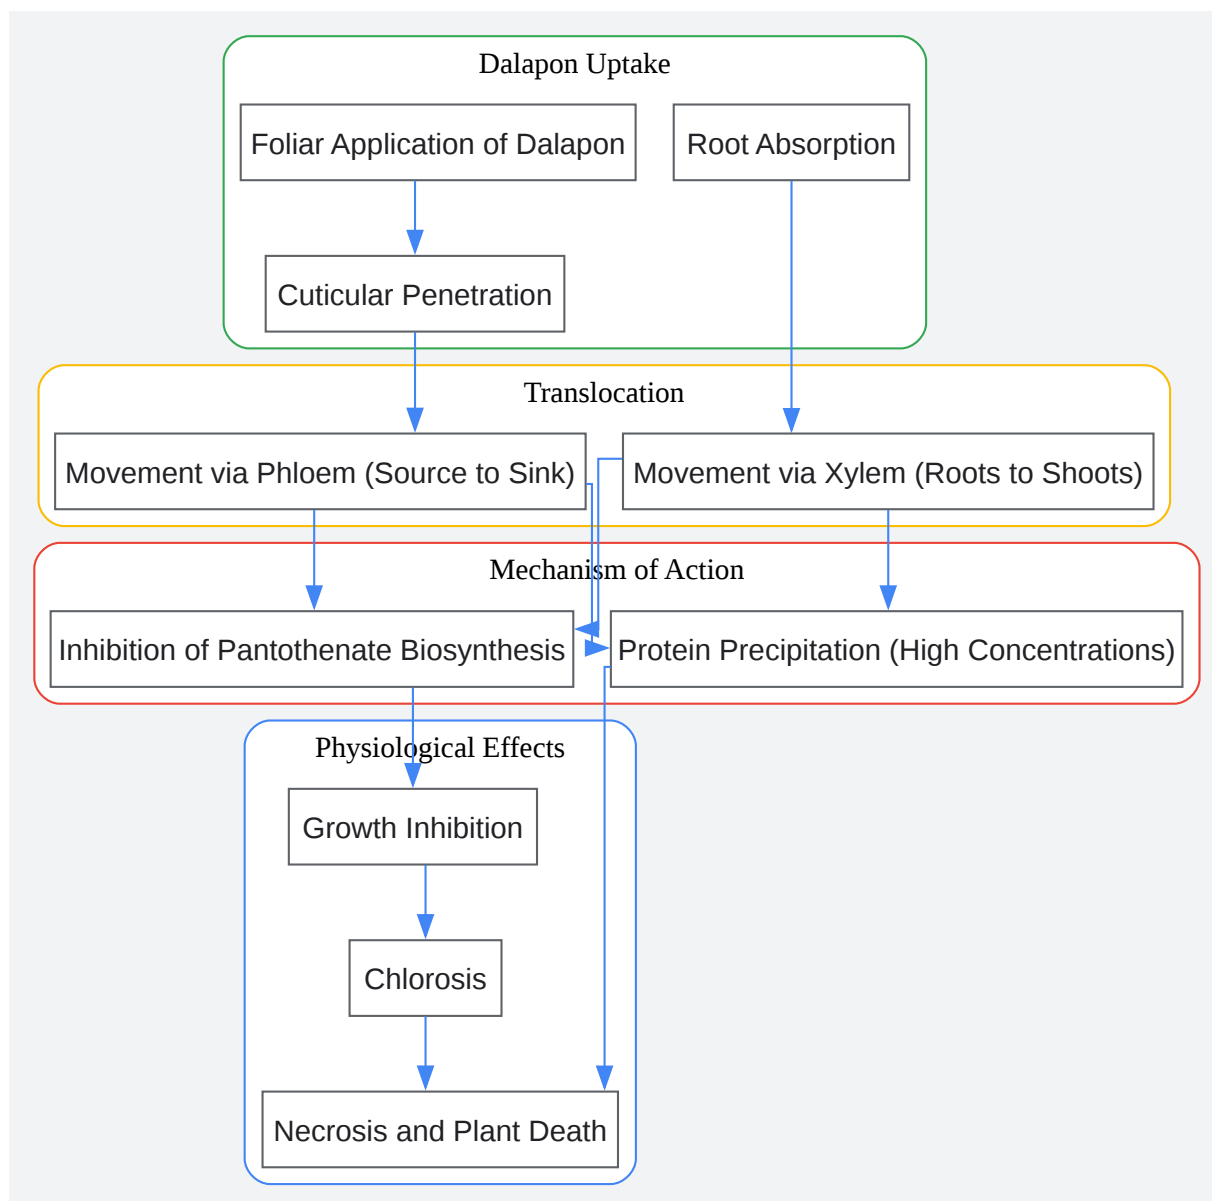 Dalapon Uptake
Foliar Application of Dalapon
Root Absorption
Cuticular Penetration
Translocation
Movement via Phloem (Source to Sink)
Movement via Xylem (Roots to Shoots)
Mechanism of Action
Inhibition of Pantothenate Biosynthesis
Protein Precipitation (High Concentrations)
Physiological Effects
Growth Inhibition
Chlorosis
Necrosis and Plant Death